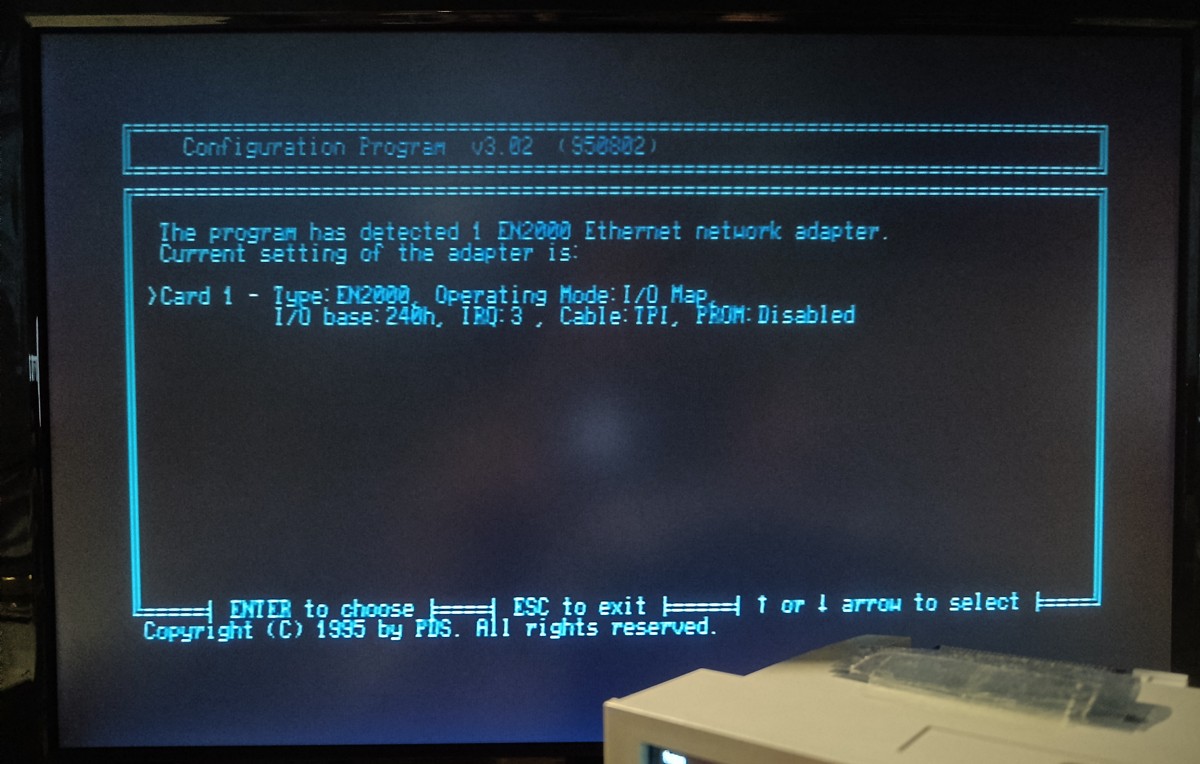 Configuration Program v3.02 (950802)
The program has detected 1 EN2000 Ethernet network adapter.
Current setting of the adapter is:
>Card 1 - Type:EN2000, Operating Mode:I/O Map,
I/O base:240h, IRQ:3 , Cable:TPI, PROM:Disabled
ENTER to choose ESC to exit ↑ or ↓ arrow to select
Copyright (C) 1995 by PDS. All rights reserved.